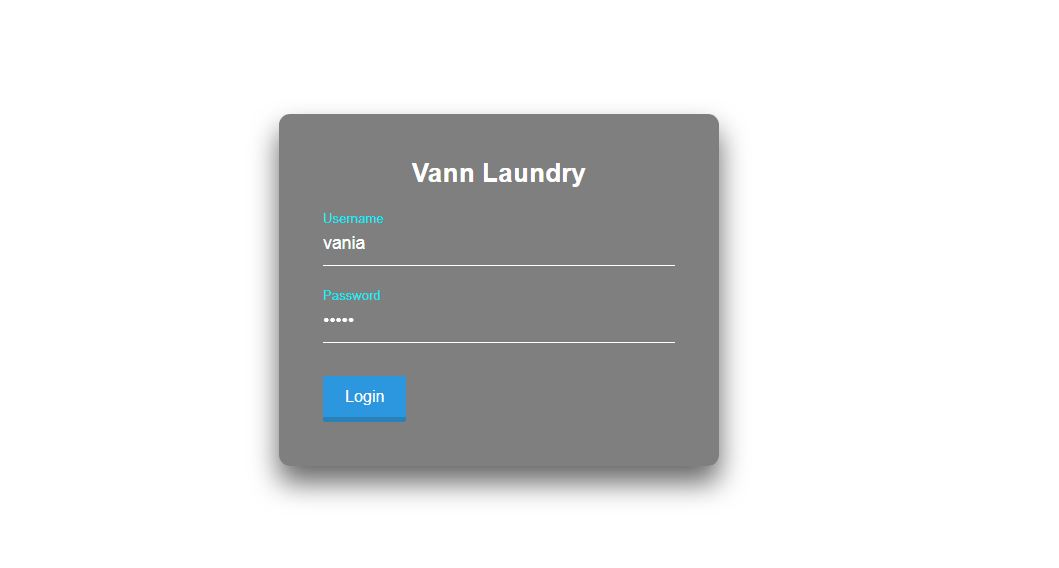 Vann Laundry
Username
vania
Password
•••••
Login